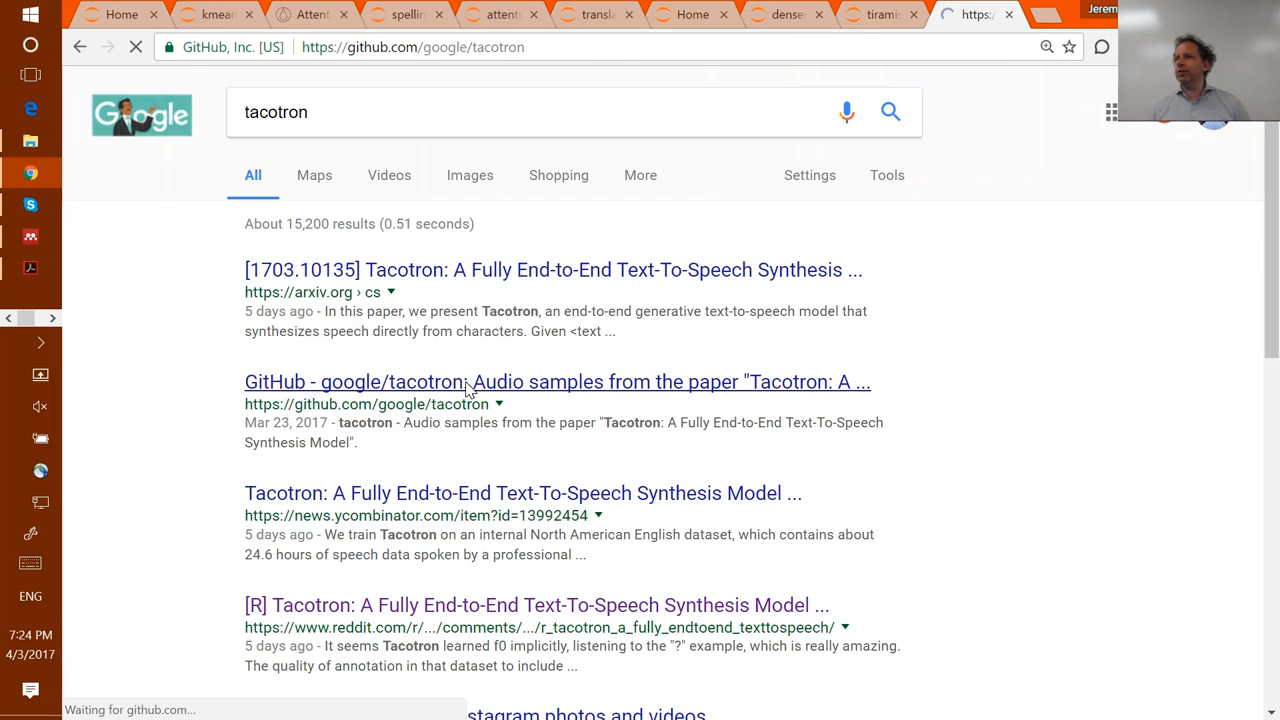 Home
kmean
Attent
spellin
attent
transla
Home
dense
tiramis
https:/
Jerem
GitHub, Inc. [US]
https://github.com/google/tacotron
Google
tacotron
All
Maps
Videos
Images
Shopping
More
Settings
Tools
About 15,200 results (0.51 seconds)
[1703.10135] Tacotron: A Fully End-to-End Text-To-Speech Synthesis ...
https://arxiv.org › cs
5 days ago - In this paper, we present Tacotron, an end-to-end generative text-to-speech model that
synthesizes speech directly from characters. Given <text ...
GitHub - google/tacotron: Audio samples from the paper "Tacotron: A ...
https://github.com/google/tacotron
Mar 23, 2017 - tacotron - Audio samples from the paper "Tacotron: A Fully End-to-End Text-To-Speech
Synthesis Model".
Tacotron: A Fully End-to-End Text-To-Speech Synthesis Model ...
https://news.ycombinator.com/item?id=13992454
5 days ago - We train Tacotron on an internal North American English dataset, which contains about
24.6 hours of speech data spoken by a professional ...
[R] Tacotron: A Fully End-to-End Text-To-Speech Synthesis Model ...
https://www.reddit.com/r/.../comments/.../r_tacotron_a_fully_endtoend_texttospeech/
5 days ago - It seems Tacotron learned f0 implicitly, listening to the "?" example, which is really amazing.
The quality of annotation in that dataset to include ...
stagram photos and videos
Waiting for github.com...
ENG
7:24 PM
4/3/2017